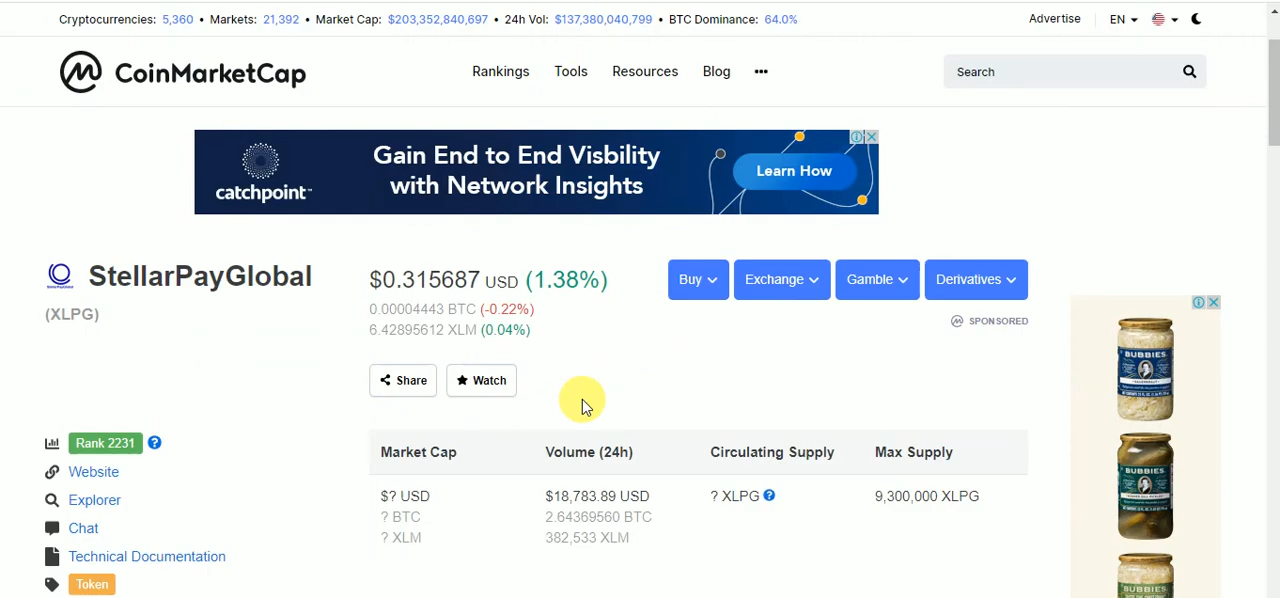 Cryptocurrencies: 5,360 • Markets: 21,392 • Market Cap: $203,352,840,697 • 24h Vol: $137,380,040,799 • BTC Dominance: 64.0%
Advertise EN
CoinMarketCap
Rankings Tools Resources Blog •••
Search
Gain End to End Visbility
with Network Insights
catchpoint™
Learn How
StellarPayGlobal
(XLPG)
$0.315687 USD (1.38%)
0.00004443 BTC (-0.22%)
6.42895612 XLM (0.04%)
Buy Exchange Gamble Derivatives
SPONSORED
Share Watch
Rank 2231 ?
Website
Explorer
Chat
Technical Documentation
Token
Market Cap Volume (24h) Circulating Supply Max Supply
$? USD $18,783.89 USD ? XLPG ? 9,300,000 XLPG
? BTC 2.64369560 BTC
? XLM 382,533 XLM
BUBBIES
BUBBIES
BUBBIES